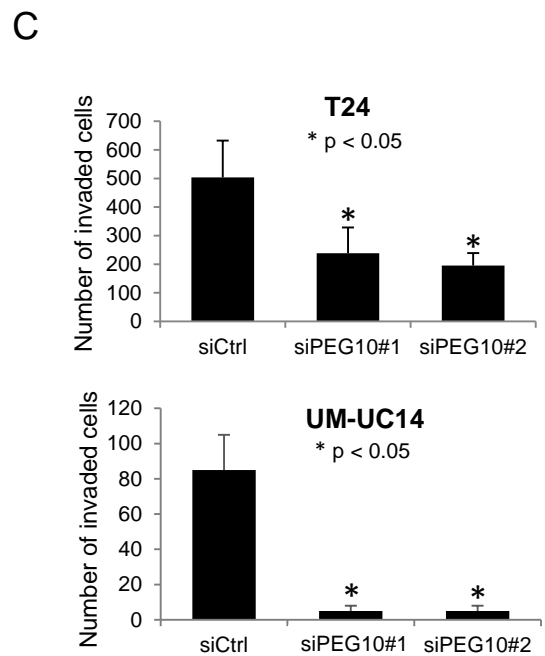 C
T24
* p < 0.05
Number of invaded cells
700
600
500
400
300
200
100
0
*
*
siCtrl
siPEG10#1
siPEG10#2
UM-UC14
* p < 0.05
Number of invaded cells
120
100
80
60
40
20
0
*
*
siCtrl
siPEG10#1
siPEG10#2